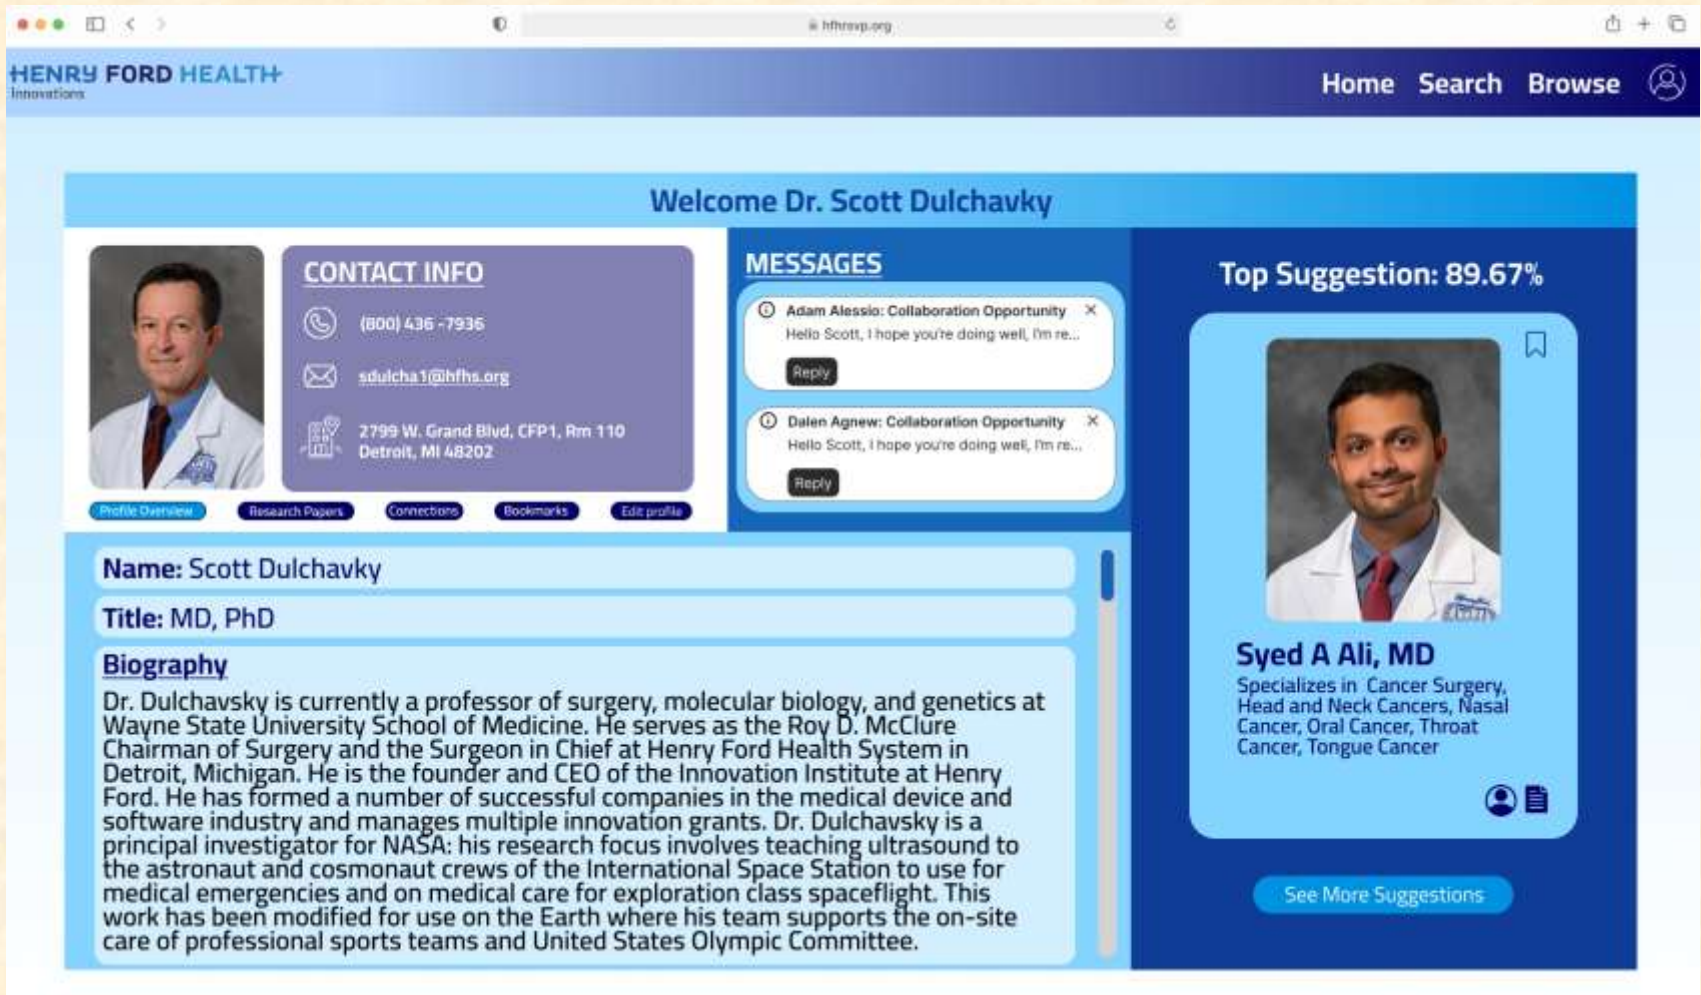 hfhrsvp.org
HENRY FORD HEALTH
Innovations
Home Search Browse
Welcome Dr. Scott Dulchavky
CONTACT INFO
(800) 436 -7936
sdulcha1@hfhs.org
2799 W. Grand Blvd, CFP1, Rm 110
Detroit, MI 48202
Profile Overview
Research Papers
Connections
Bookmarks
Edit profile
MESSAGES
Adam Alessio: Collaboration Opportunity
Hello Scott, I hope you're doing well, I'm re...
Reply
Dalen Agnew: Collaboration Opportunity
Hello Scott, I hope you're doing well, I'm re...
Reply
Name: Scott Dulchavky
Title: MD, PhD
Biography
Dr. Dulchavsky is currently a professor of surgery, molecular biology, and genetics at
Wayne State University School of Medicine. He serves as the Roy D. McClure
Chairman of Surgery and the Surgeon in Chief at Henry Ford Health System in
Detroit, Michigan. He is the founder and CEO of the Innovation Institute at Henry
Ford. He has formed a number of successful companies in the medical device and
software industry and manages multiple innovation grants. Dr. Dulchavsky is a
principal investigator for NASA: his research focus involves teaching ultrasound to
the astronaut and cosmonaut crews of the International Space Station to use for
medical emergencies and on medical care for exploration class spaceflight. This
work has been modified for use on the Earth where his team supports the on-site
care of professional sports teams and United States Olympic Committee.
Top Suggestion: 89.67%
Syed A Ali, MD
Specializes in Cancer Surgery,
Head and Neck Cancers, Nasal
Cancer, Oral Cancer, Throat
Cancer, Tongue Cancer
See More Suggestions